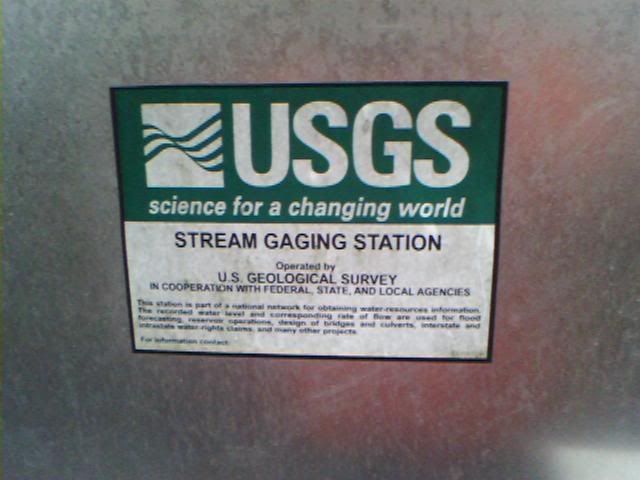 USGS
science for a changing world
STREAM GAGING STATION
Operated by
U.S. GEOLOGICAL SURVEY
IN COOPERATION WITH FEDERAL, STATE, AND LOCAL AGENCIES
This station is part of a national network for obtaining water-resources information.
The recorded water level and corresponding rate of flow are used for flood
forecasting, reservoir operations, design of bridges and culverts, interstate and
intrastate water-rights claims, and many other projects.
For information contact: